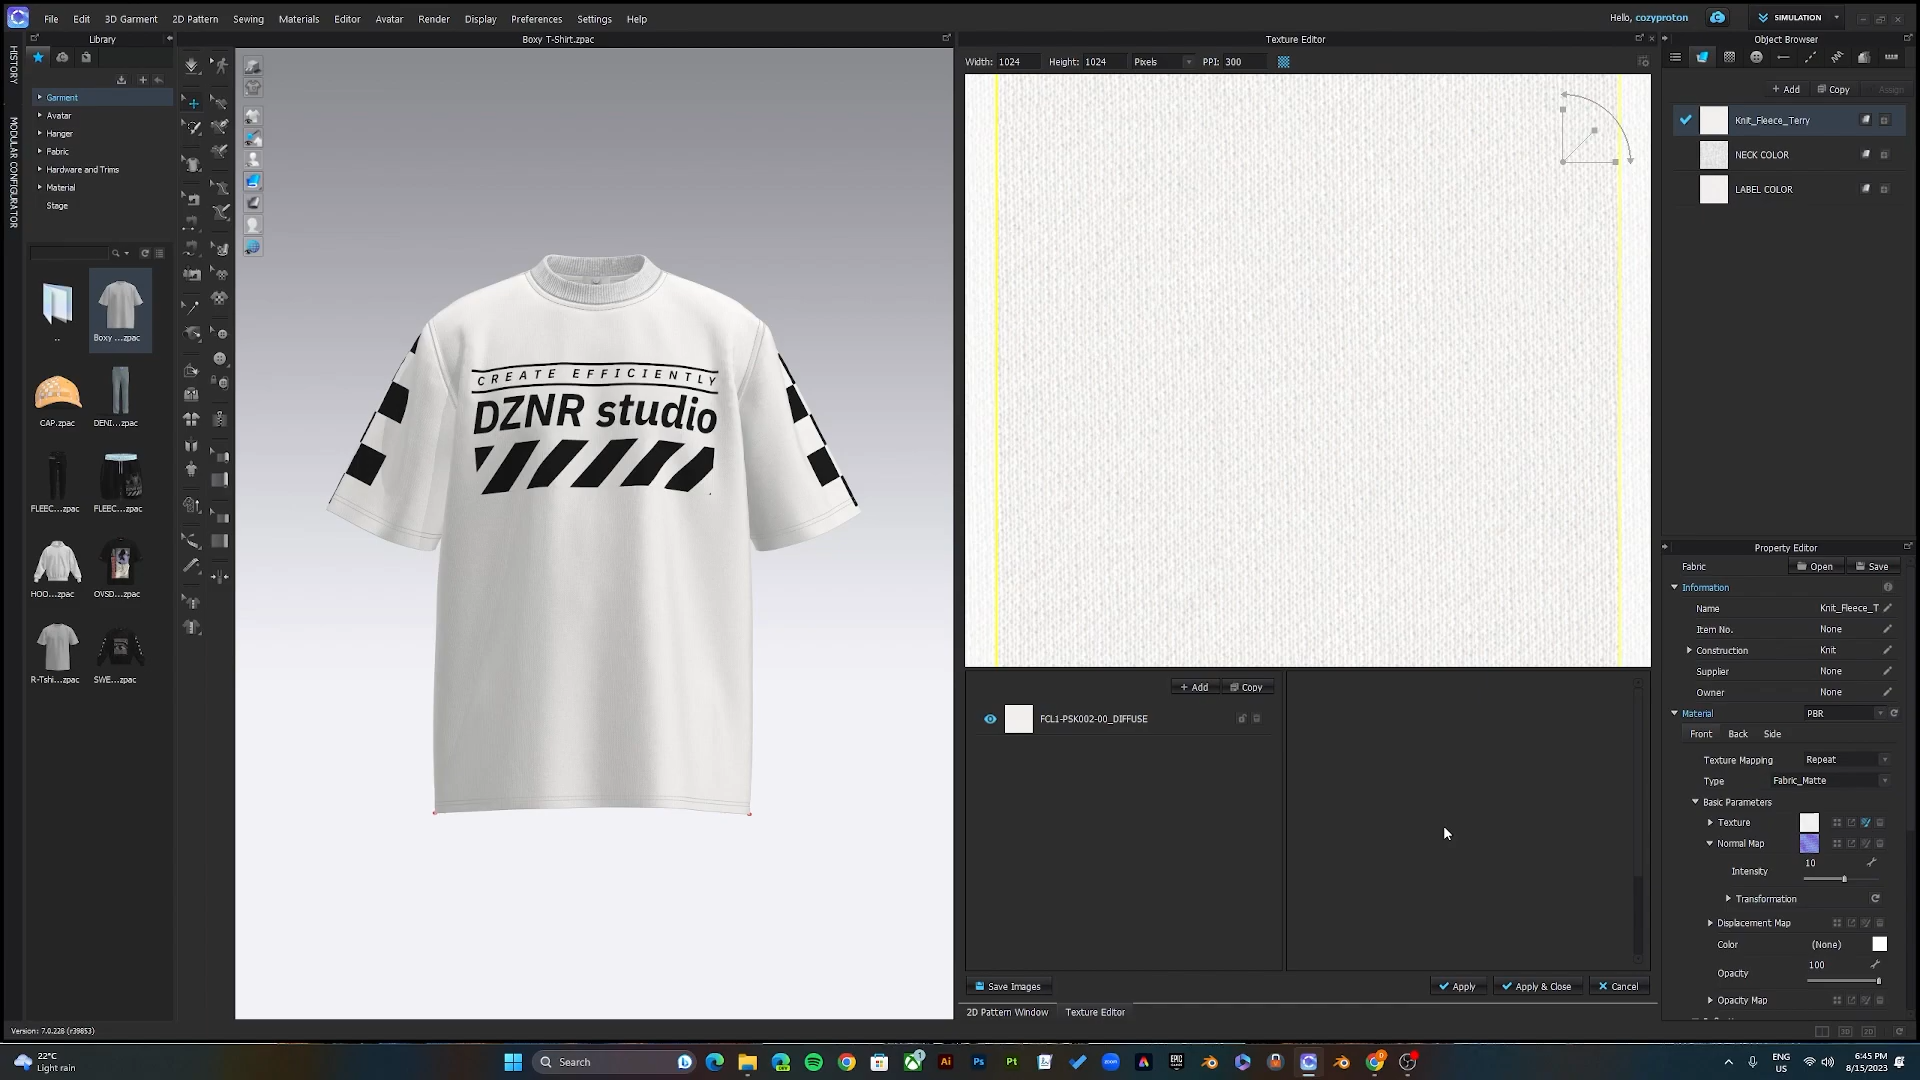 File Edit 3D Garment 2D Pattern Sewing Materials Editor Avatar Render Display Preferences Settings Help
Hello, cozyproton
SIMULATION
Library
Boxy T-Shirt.zpac
Texture Editor
Object Browser
HISTORY
MODULAR CONFIGURATOR
Garment
Avatar
Hanger
Fabric
Hardware and Trims
Material
Stage
..
Boxy ...zpac
CAP.zpac
DENI...zpac
FLEEC...zpac
FLEEC...zpac
HOO...zpac
OVSD...zpac
R-Tshi...zpac
SWE...zpac
Version: 7.0.228 (r39853)
CREATE EFFICIENTLY
DZNR studio
Width: 1024 Height: 1024 Pixels PPI: 300
+ Add Copy
FCL1-PSK002-00_DIFFUSE
Save Images
Apply Apply & Close Cancel
2D Pattern Window Texture Editor
+ Add Copy Assign
Knit_Fleece_Terry
NECK COLOR
LABEL COLOR
Property Editor
Fabric Open Save
Information
Name Knit_Fleece_T
Item No. None
Construction Knit
Supplier None
Owner None
Material PBR
Front Back Side
Texture Mapping Repeat
Type Fabric_Matte
Basic Parameters
Texture
Normal Map
10
Intensity
Transformation
Displacement Map
Color (None)
100
Opacity
Opacity Map
3D 2D
22°C
Light rain
Search
ENG
US
6:45 PM
8/15/2023